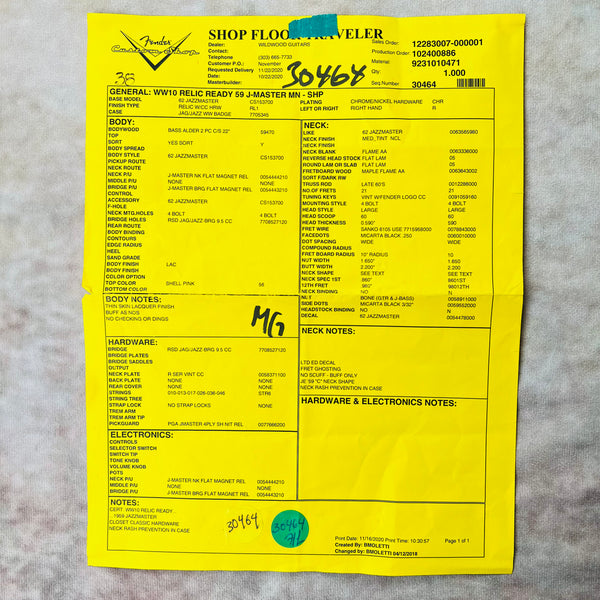 Fender
Custom Shop
SHOP FLOOR TRAVELER
Dealer: WILDWOOD GUITARS
Contact:
Telephone (303) 665-7733
Customer P.O.: November
Requested Delivery 11/22/2020
Date: 10/22/2020
Masterbuilder:
Sales Order: 12283007-000001
Production Order: 102400886
Material: 9231010471
Qty: 1.000
Seq Number: 30464
30464
36
GENERAL: WW10 RELIC READY 59 J-MASTER MN - SHP
BASE MODEL 62 JAZZMASTER CS153700
FINISH TYPE RELIC WCC HRW RL1
CASE JAG/JAZZ WW BADGE 7705345
PLATING CHROME/NICKEL HARDWARE CHR
LEFT OR RIGHT RIGHT HAND R
BODY:
BODYWOOD BASS ALDER 2 PC C/S 22" 59470
TOP
SORT YES SORT Y
BODY SPREAD
BODY STYLE 62 JAZZMASTER CS153700
PICKUP ROUTE
NECK ROUTE
NECK P/U J-MASTER NK FLAT MAGNET REL 0054444210
MIDDLE P/U NONE NONE
BRIDGE P/U J-MASTER BRG FLAT MAGNET REL 0054443210
CONTROL
ACCESSORY 62 JAZZMASTER CS153700
F-HOLE
NECK MTG.HOLES 4 BOLT 4 BOLT
BRIDGE HOLES RSD JAG/JAZZ-BRG 9.5 CC 7708527120
REAR ROUTE
BODY BINDING
CONTOURS
EDGE RADIUS
HEEL
SAND GRADE
BODY FINISH LAC
BODY FINISH
COLOR OPTION
TOP COLOR SHELL PINK 56
BOTTOM COLOR
BODY NOTES:
THIN SKIN LACQUER FINISH
BUFF AS NOS
NO CHECKING OR DINGS
MG
HARDWARE:
BRIDGE RSD JAG/JAZZ-BRG 9.5 CC 7708527120
BRIDGE PLATES
BRIDGE SADDLES
OUTPUT
NECK PLATE R SER VINT CC 0058371100
BACK PLATE NONE NONE
REAR COVER NONE NONE
STRINGS 010-013-017-026-036-046 STR6
STRING TREE
STRAP LOCK NO STRAP LOCKS NONE
TREM ARM
TREM ARM TIP
PICKGUARD PGA JMASTER 4PLY SH NIT REL 0077666200
ELECTRONICS:
CONTROLS
SELECTOR SWITCH
SWITCH TIP
TONE KNOB
VOLUME KNOB
POTS
NECK P/U J-MASTER NK FLAT MAGNET REL 0054444210
MIDDLE P/U NONE NONE
BRIDGE P/U J-MASTER BRG FLAT MAGNET REL 0054443210
NECK:
LIKE 62 JAZZMASTER 0063565980
NECK FINISH MED_TINT NCL
NECK FINISH
NECK BLANK FLAME AA 0063336000
REVERSE HEAD STOCK FLAT LAM 05
ROUND LAM OR SLAB FLAT LAM 05
FRETBOARD WOOD MAPLE FLAME AA 0063643002
SORT F/DARK RW
TRUSS ROD LATE 60'S 0012286000
NO.OF FRETS 21 21
TUNING KEYS VINT W/FENDER LOGO CC 0091059160
MOUNTING STYLE 4 BOLT 4 BOLT
HEAD STYLE LARGE LARGE
HEAD SCOOP 60 60
HEAD THICKNESS 0.590" 590
FRET WIRE SANKO 6105 USE 7715958000 0079843000
FACEDOTS MICARTA BLACK .250 0060010000
DOT SPACING WIDE WIDE
COMPOUND RADIUS
FRET BOARD RADIUS 10" RADIUS 10
NUT WIDTH 1.650" 1.650"
BUTT WIDTH 2.200" 2.200
NECK SHAPE SEE TEXT SEE TEXT
NECK SPEC 1ST 860" 8601ST
12TH FRET 980" 98012TH
NECK BINDING NO N
NUT BONE (GTR & J-BASS) 0058911000
SIDE DOTS MICARTA BLACK 3/32" 0059552000
HEADSTOCK BINDING NO N
DECAL 62 JAZZMASTER 0054478000
NECK NOTES:
LTD ED DECAL
FRET GHOSTING
NO SCUFF - BUFF ONLY
JE '59 "C" NECK SHAPE
NECK RASH PREVENTION IN CASE
HARDWARE & ELECTRONICS NOTES:
NOTES:
CERT. WW10 RELIC READY
...1959 JAZZMASTER
CLOSET CLASSIC HARDWARE
NECK RASH PREVENTION IN CASE
30464
30464
Print Date: 11/16/2020 Print Time: 10:30:57 Page 1 of 1
Created By: BMOLETTI
Changed by: BMOLETTI 04/12/2018